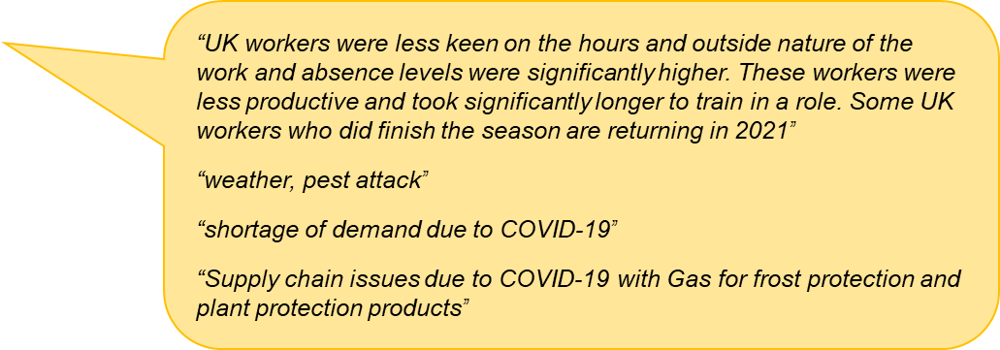 “UK workers were less keen on the hours and outside nature of the
work and absence levels were significantly higher. These workers were
less productive and took significantly longer to train in a role. Some UK
workers who did finish the season are returning in 2021”
“weather, pest attack”
“shortage of demand due to COVID-19”
“Supply chain issues due to COVID-19 with Gas for frost protection and
plant protection products”